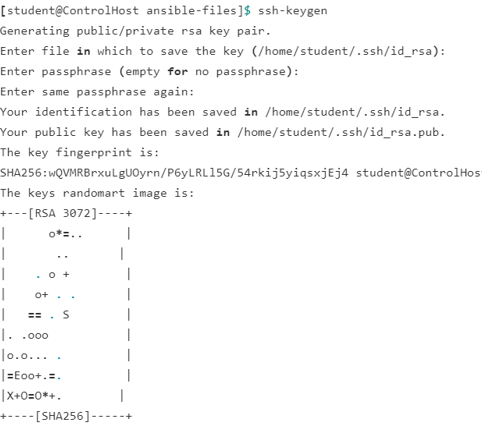 [student@ControlHost ansible-files]$ ssh-keygen
Generating public/private rsa key pair.
Enter file in which to save the key (/home/student/.ssh/id_rsa):
Enter passphrase (empty for no passphrase):
Enter same passphrase again:
Your identification has been saved in /home/student/.ssh/id_rsa.
Your public key has been saved in /home/student/.ssh/id_rsa.pub.
The key fingerprint is:
SHA256:wQVMRBrxuLgUOyrn/P6yLRLl5G/54rkij5yiqsxjEj4 student@ControlHos
The keys randomart image is:
+---[RSA 3072]----+
|      o*=..      |
|       ..       |
|    . o +        |
|    o+ . .       |
|   == . S        |
|. .ooo           |
|o.o... .         |
|=Eoo+.=.         |
|X+O=O*+.        |
+----[SHA256]-----+